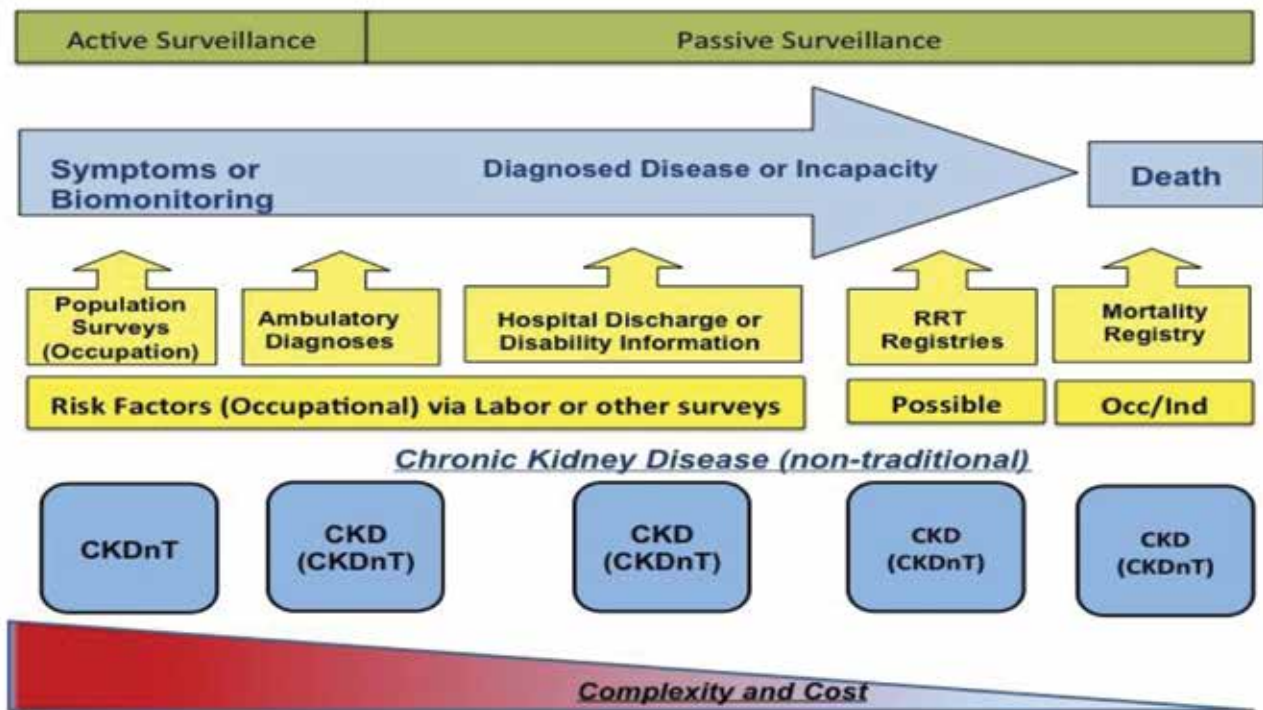 Active Surveillance
Passive Surveillance
Symptoms or
Biomonitoring
Diagnosed Disease or Incapacity
Death
Population
Surveys
(Occupation)
Ambulatory
Diagnoses
Hospital Discharge or
Disability Information
RRT
Registries
Mortality
Registry
Risk Factors (Occupational) via Labor or other surveys
Possible
Occ/Ind
Chronic Kidney Disease (non-traditional)
CKDnT
CKD
(CKDnT)
CKD
(CKDnT)
CKD
(CKDnT)
CKD
(CKDnT)
Complexity and Cost